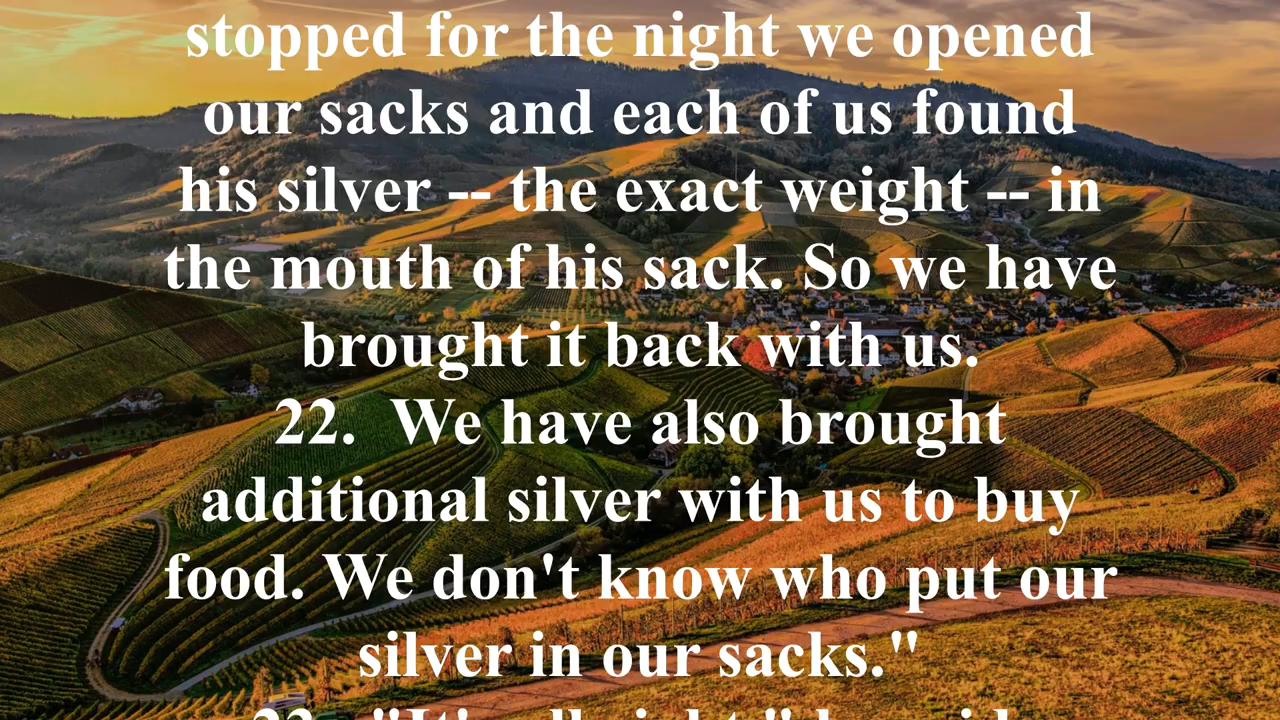 stopped for the night we opened
our sacks and each of us found
his silver -- the exact weight -- in
the mouth of his sack. So we have
brought it back with us.
22.  We have also brought
additional silver with us to buy
food. We don't know who put our
silver in our sacks."